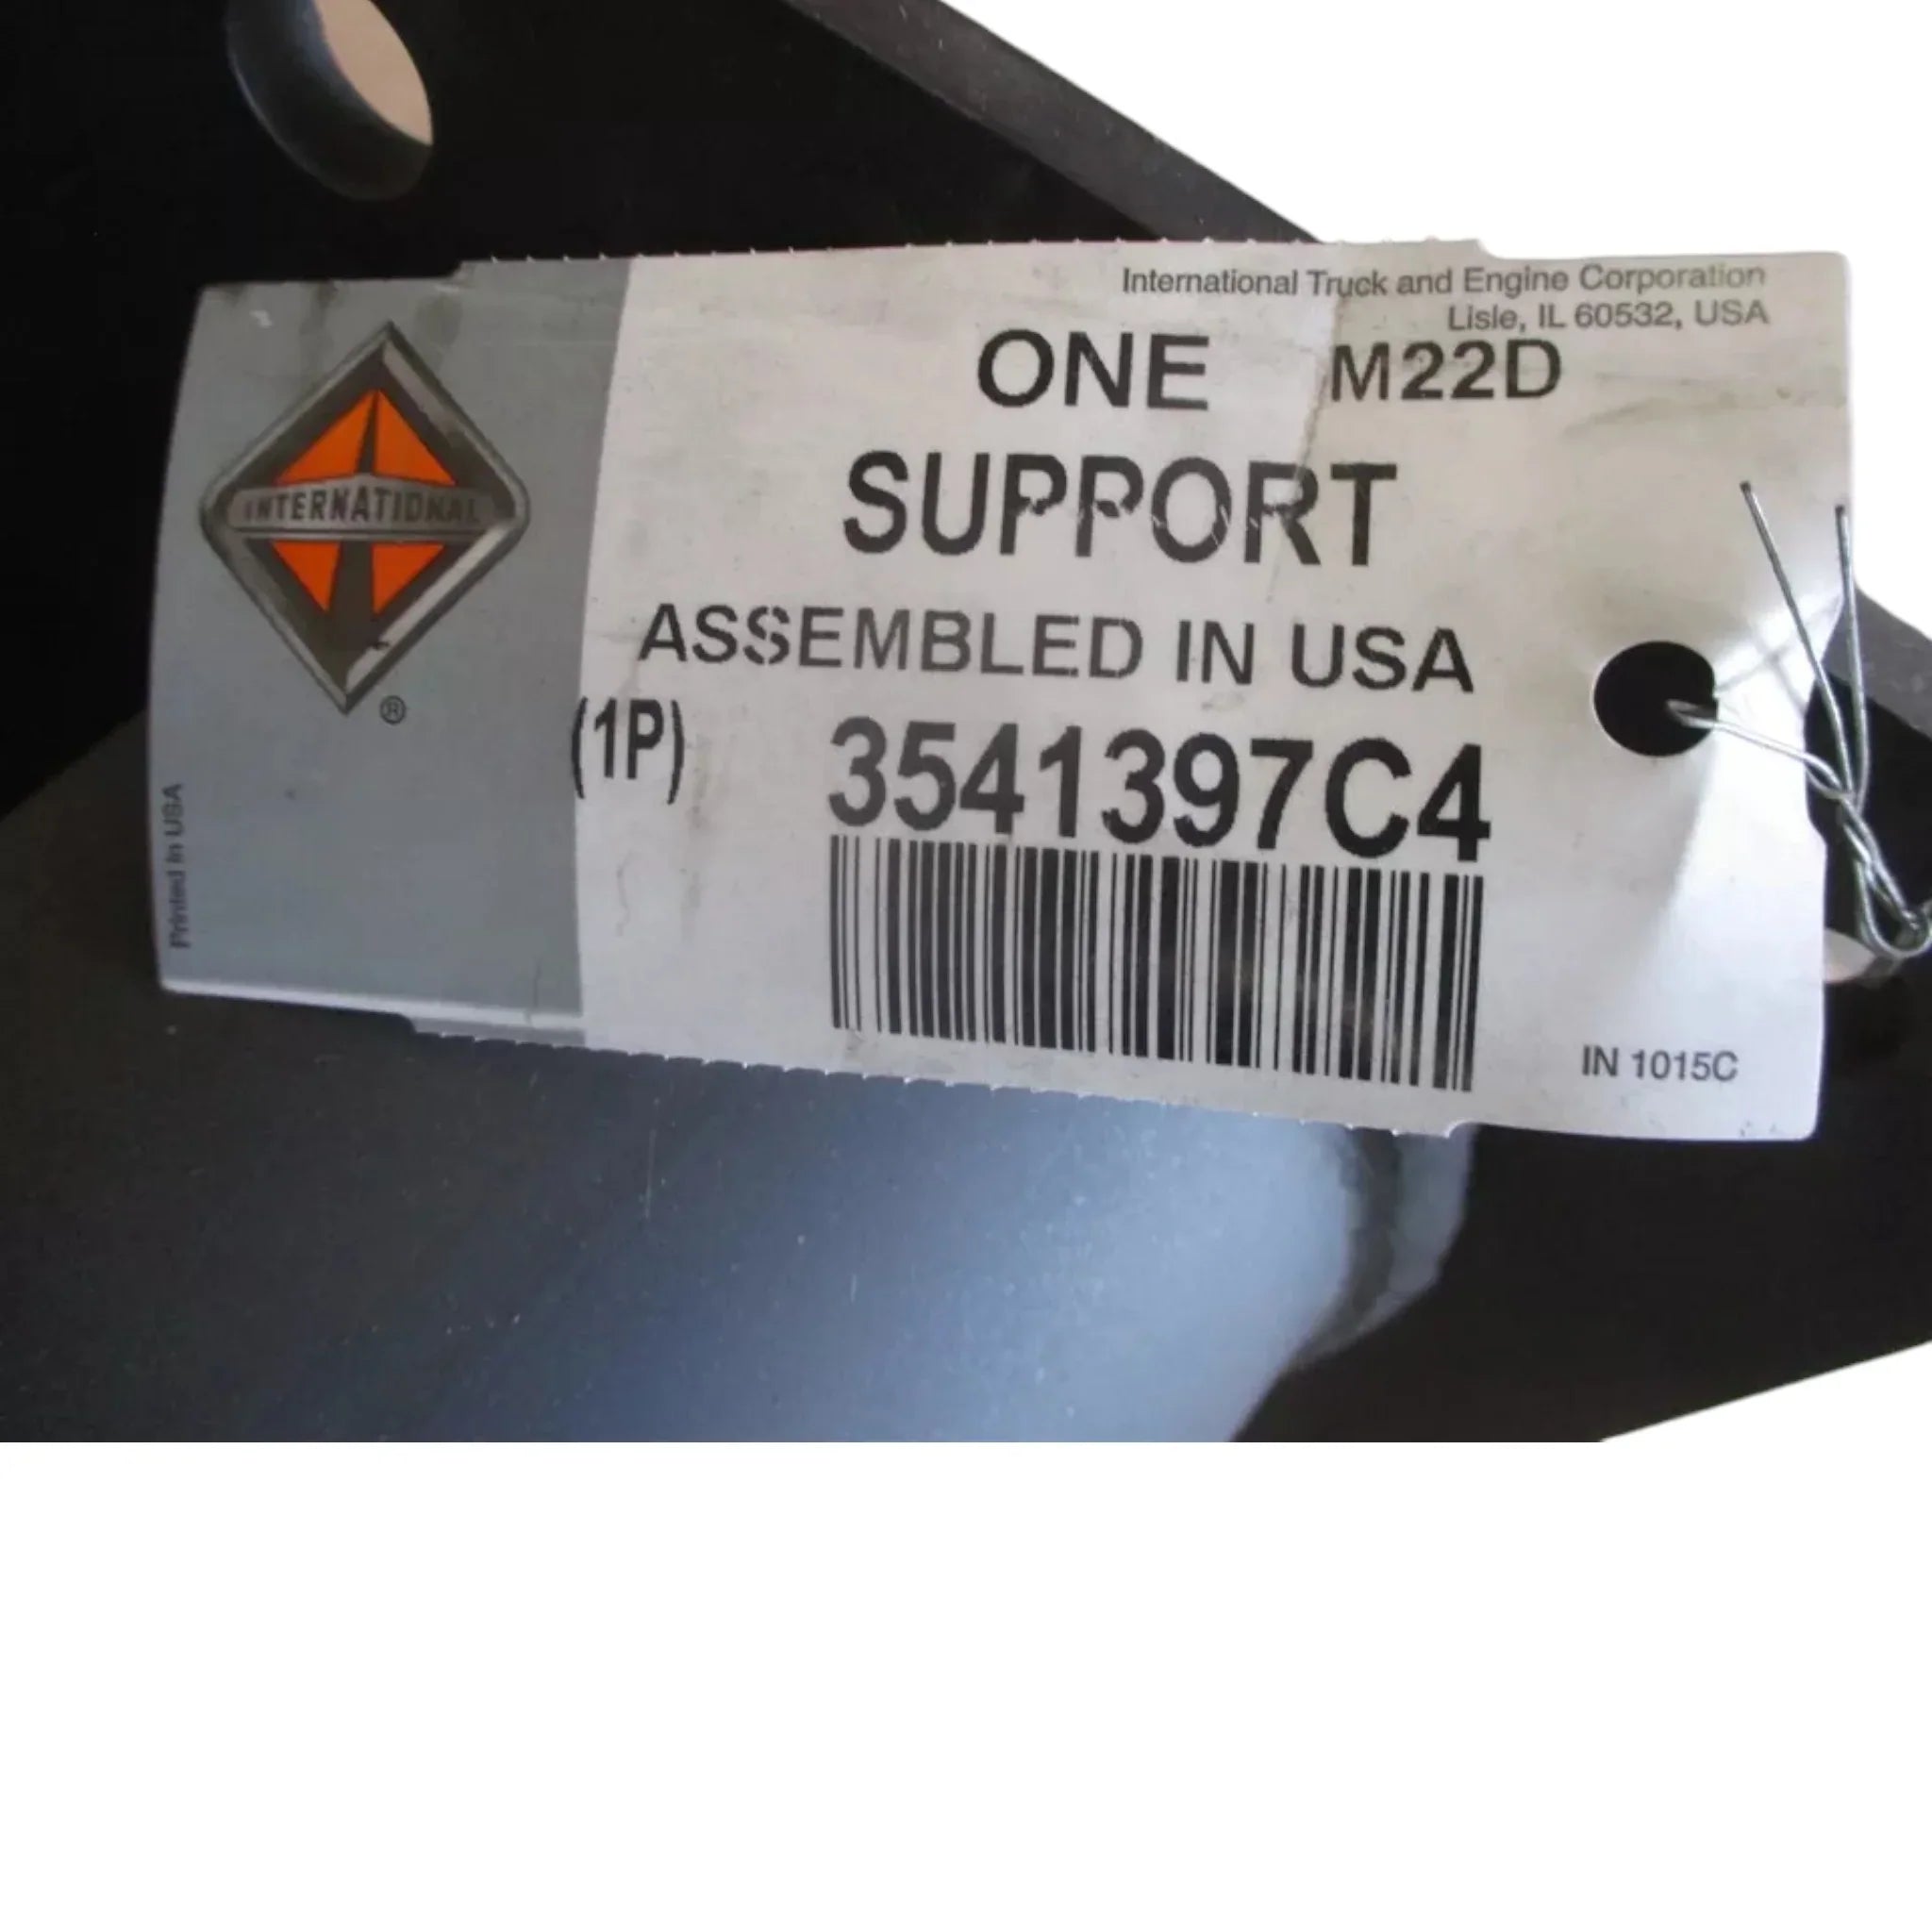 International Truck and Engine Corporation
Lisle, IL 60532, USA
ONE M22D
SUPPORT
ASSEMBLED IN USA
(1P) 3541397C4
INTERNATIONAL
®
Printed in USA
IN 1015C